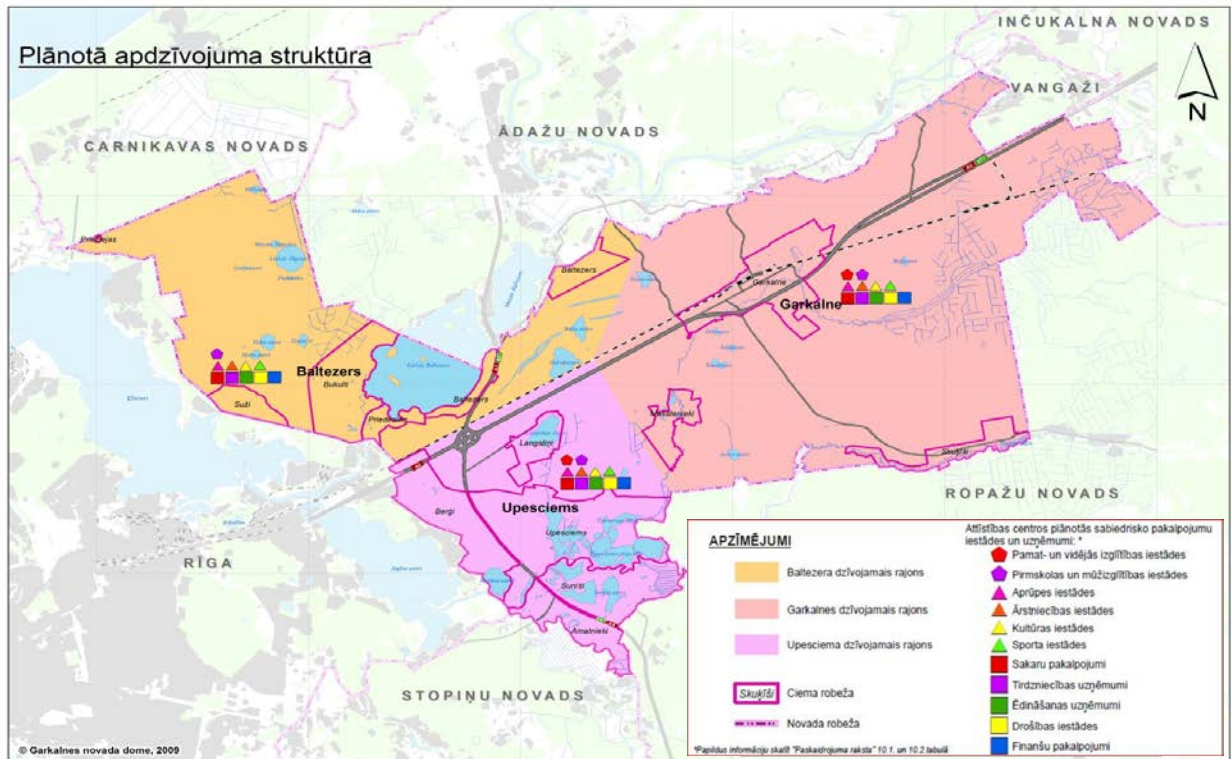 Plānotā apdzīvojuma struktūra
INČUKALNA NOVADS
VANGAŽI
N
ĀDAŽU NOVADS
CARNIKAVAS NOVADS
Baltezers
Garkalne
Garkalne
Baltezers
Bukulti
Baltezers
Suži
Langstiņi
Skuķīši
ROPAŽU NOVADS
Upesciems
Berģi
Upesciems
RĪGA
Sunīši
Amatnieki
STOPIŅU NOVADS
APZĪMĒJUMI
Baltezera dzīvojamais rajons
Garkalnes dzīvojamais rajons
Upesciema dzīvojamais rajons
Skuķīši Ciema robeža
Novada robeža
*Papildus informāciju skatīt "Paskaidrojuma raksta" 10.1. un 10.2.tabulā
Attīstības centros plānotās sabiedrisko pakalpojumu
iestādes un uzņēmumi: *
Pamat- un vidējās izglītības iestādes
Pirmskolas un mūžizglītības iestādes
Aprūpes iestādes
Ārstniecības iestādes
Kultūras iestādes
Sporta iestādes
Sakaru pakalpojumi
Tirdzniecības uzņēmumi
Ēdināšanas uzņēmumi
Drošības iestādes
Finanšu pakalpojumi
© Garkalnes novada dome, 2009